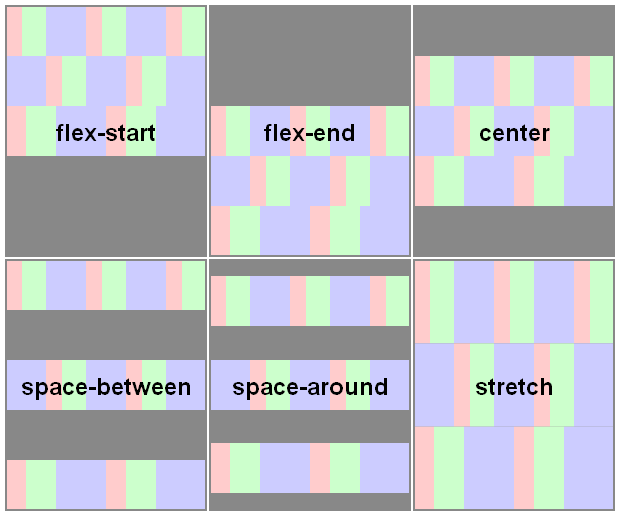 flex-start
flex-end
center
space-between
space-around
stretch